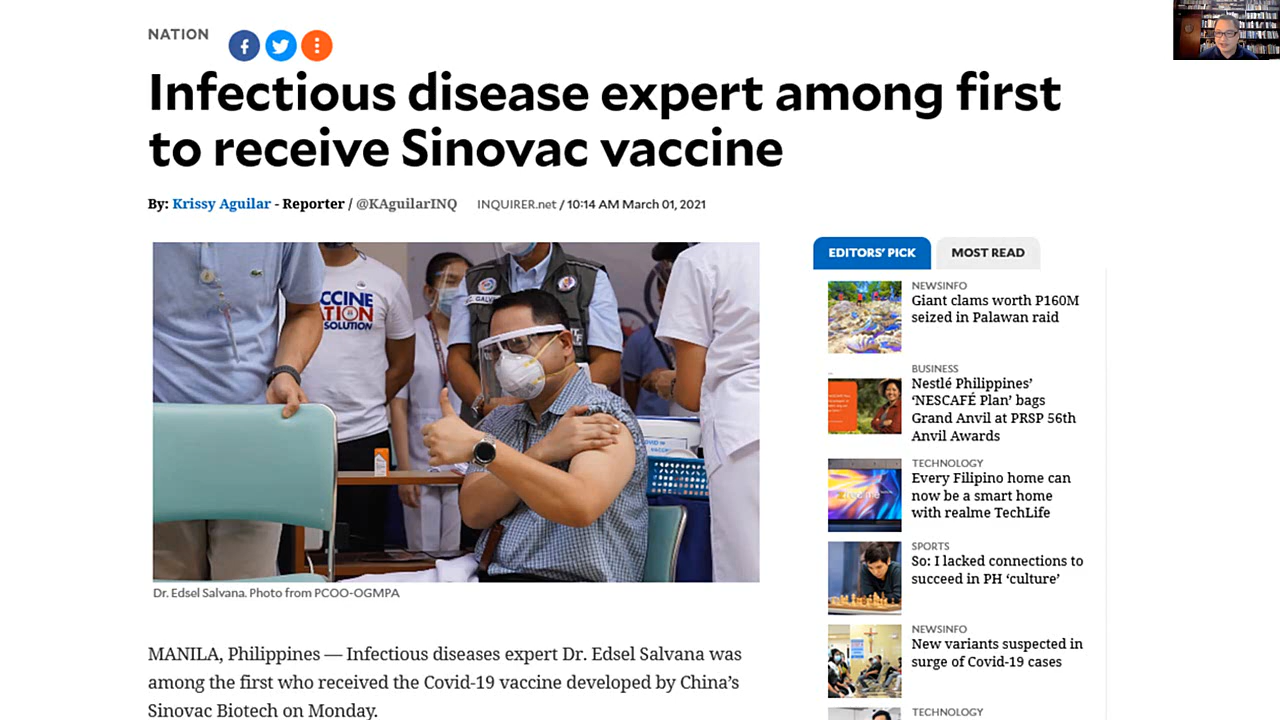 NATION
Infectious disease expert among first
to receive Sinovac vaccine
By: Krissy Aguilar - Reporter / @KAguilarINQ INQUIRER.net / 10:14 AM March 01, 2021
Dr. Edsel Salvana. Photo from PCOO-OGMPA
MANILA, Philippines — Infectious diseases expert Dr. Edsel Salvana was
among the first who received the Covid-19 vaccine developed by China’s
Sinovac Biotech on Monday.
EDITORS’ PICK
MOST READ
NEWSINFO
Giant clams worth P160M
seized in Palawan raid
BUSINESS
Nestlé Philippines’
‘NESCAFÉ Plan’ bags
Grand Anvil at PRSP 56th
Anvil Awards
TECHNOLOGY
Every Filipino home can
now be a smart home
with realme TechLife
SPORTS
So: I lacked connections to
succeed in PH ‘culture’
NEWSINFO
New variants suspected in
surge of Covid-19 cases
TECHNOLOGY